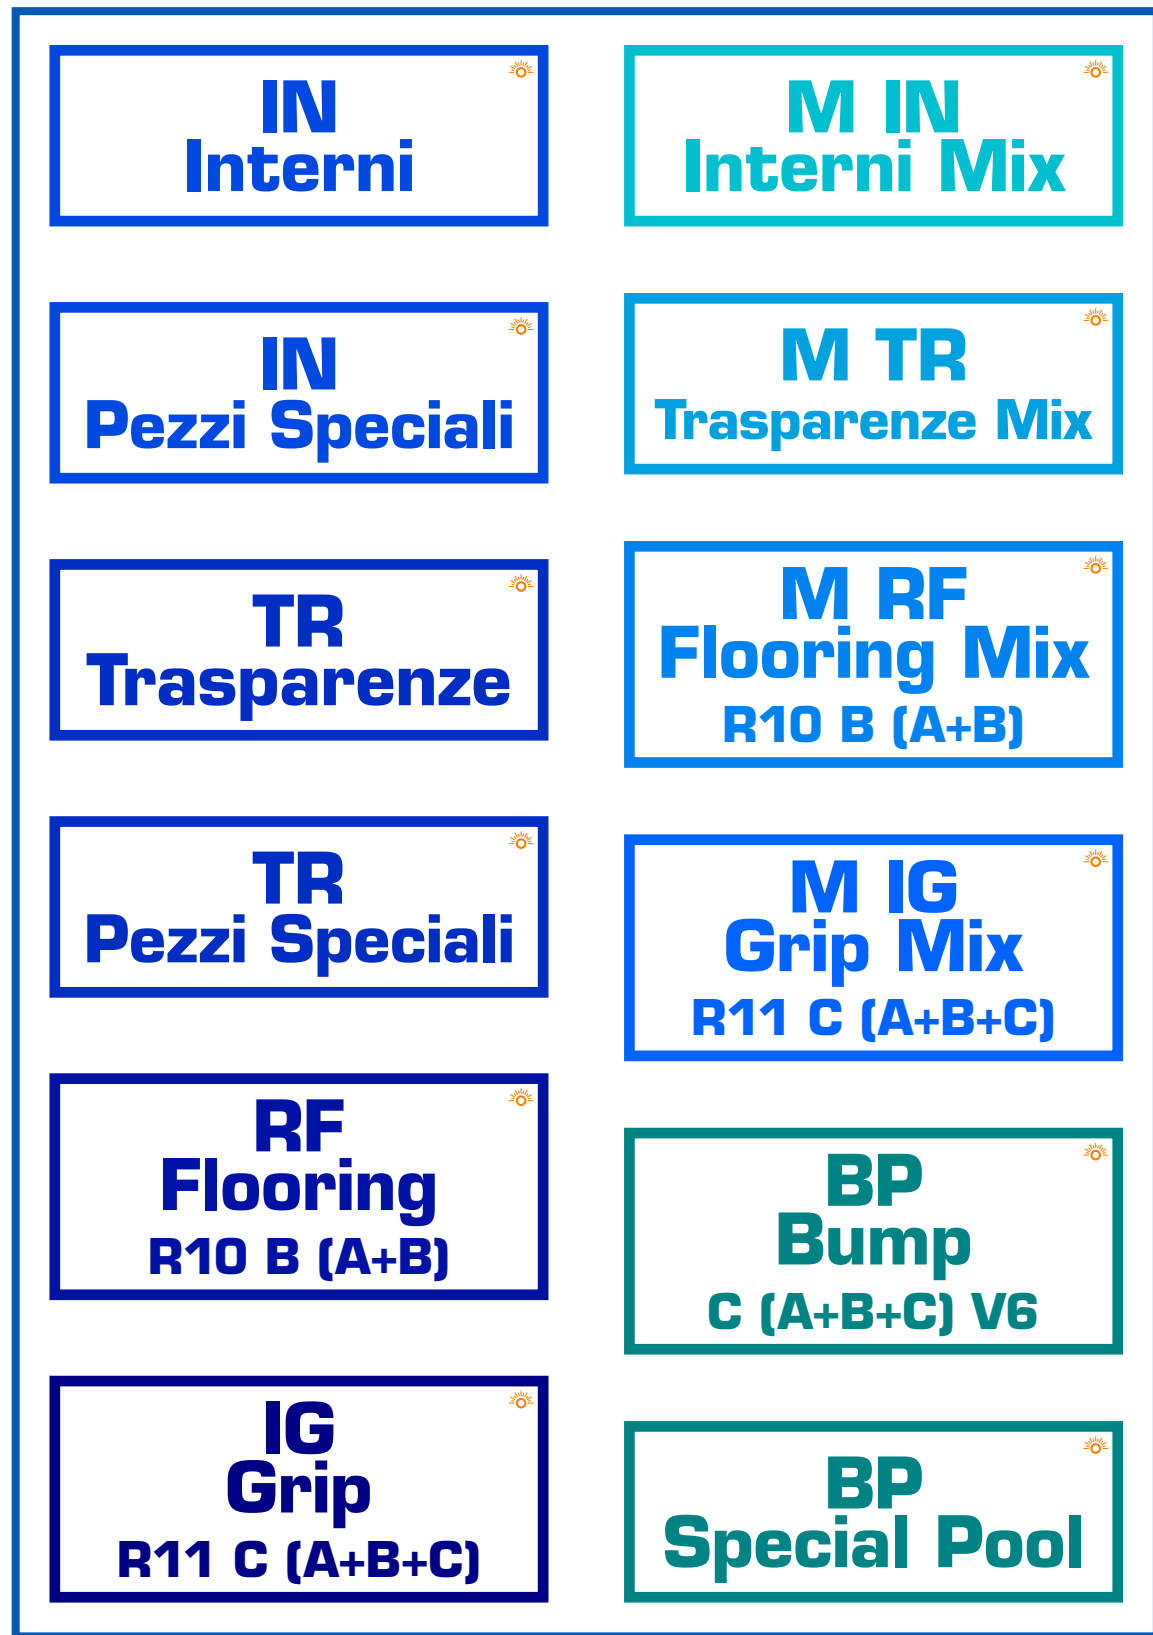 IN
Interni
IN
Pezzi Speciali
TR
Trasparenze
TR
Pezzi Speciali
RF
Flooring
R10 B (A+B)
IG
Grip
R11 C (A+B+C)
M IN
Interni Mix
M TR
Trasparenze Mix
M RF
Flooring Mix
R10 B (A+B)
M IG
Grip Mix
R11 C (A+B+C)
BP
Bump
C (A+B+C) V6
BP
Special Pool